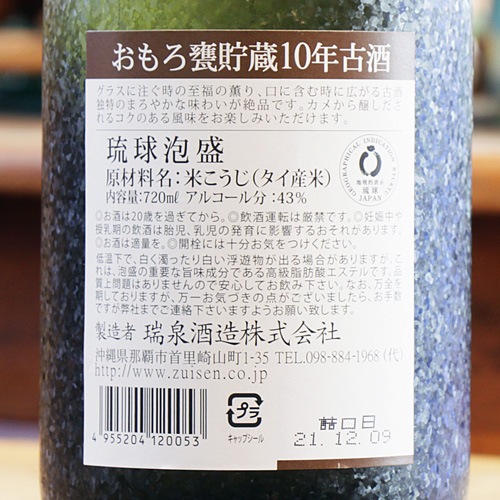 おもろ甕貯蔵10年古酒
グラスに注ぐ時の至福の薫り、口に含む時に広がる古酒
独特のまろやかな味わいが絶品です。カメから醸しださ
れるコクのある風味をお楽しみいただけます。
琉球泡盛
原材料名:米こうじ(タイ産米)
内容量:720mℓ アルコール分:43%
GEOGRAPHICAL INDICATION
地理的表示
琉球
JAPAN
◎お酒は20歳を過ぎてから。◎飲酒運転は厳禁です。◎妊娠中や
授乳期の飲酒は胎児、乳児の発育に影響するおそれがあります。
◎お酒は適量を。◎開栓には十分お気をつけください。
低温下で、白く濁ったり白い浮遊物が出る場合がありますが、こ
れは、泡盛の重要な旨味成分である高級脂肪酸エステルです。品
質上問題はありませんので安心してお飲み下さい。なお、万全を
期しておりますが、万一お気づきの点がございましたら、お手数
ですが弊社までご連絡下さいますようお願い致します。
製造者 瑞泉酒造株式会社
沖縄県那覇市首里崎山町1-35 TEL.098-884-1968(代)
http://www.zuisen.co.jp
4955204120053
プラ
キャップシール
詰口日
21.12.09